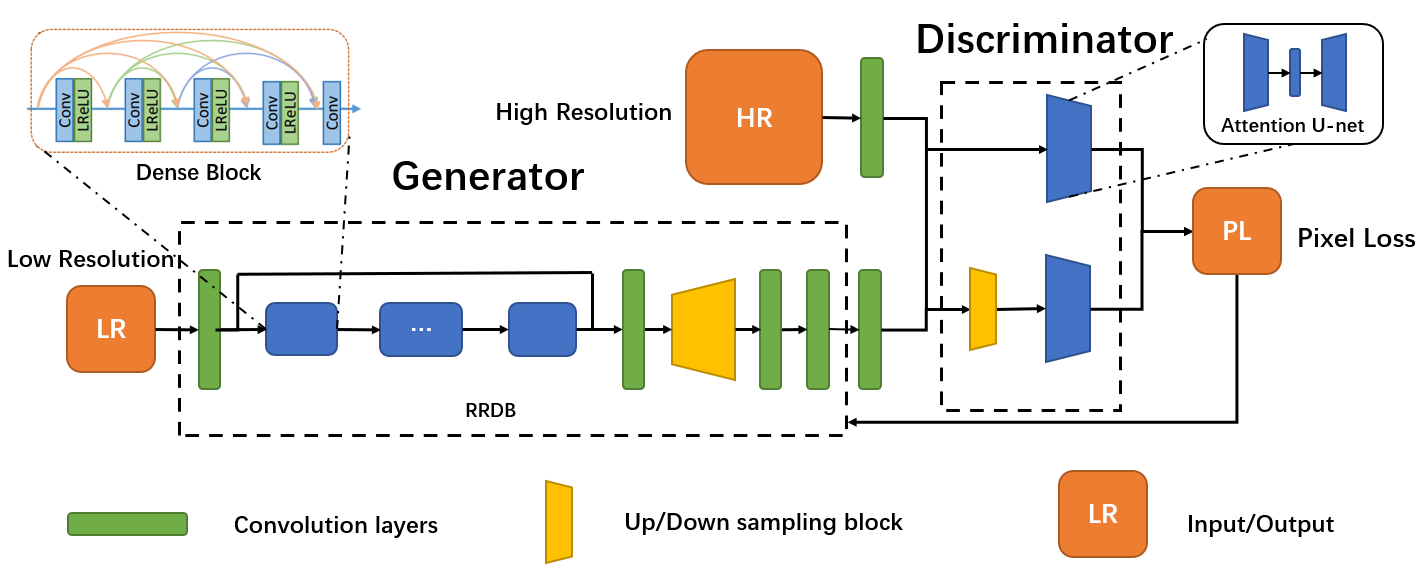 Conv
LReLU
Conv
LReLU
Conv
LReLU
Conv
LReLU
Conv
Dense Block
Generator
Discriminator
High Resolution
HR
Attention U-net
Low Resolution
LR
...
RRDB
PL
Pixel Loss
Convolution layers
Up/Down sampling block
LR
Input/Output